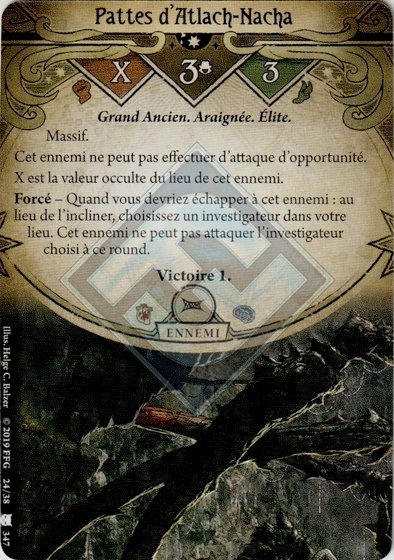 Pattes d'Atlach-Nacha
X 3 3
Grand Ancien. Araignée. Élite.
Massif.
Cet ennemi ne peut pas effectuer d'attaque d'opportunité.
X est la valeur occulte du lieu de cet ennemi.
Forcé – Quand vous devriez échapper à cet ennemi : au
lieu de l'incliner, choisissez un investigateur dans votre
lieu. Cet ennemi ne peut pas attaquer l'investigateur
choisi à ce round.
Victoire 1.
ENNEMI
Illus. Helge C. Balzer © 2019 FFG 24/38 347